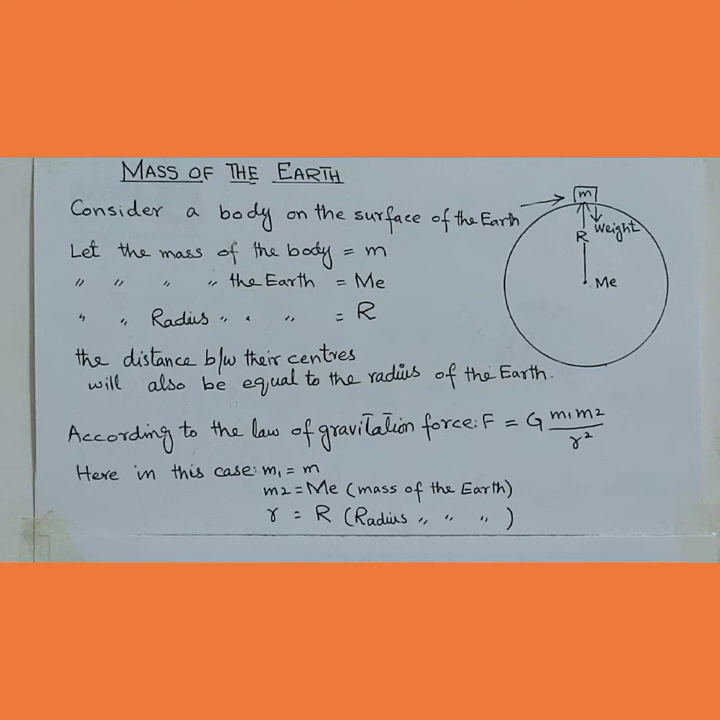 MASS OF THE EARTH
Consider a body on the surface of the Earth
Let the mass of the body = m
" " " " the Earth = Me
" " Radius " " " = R
the distance b/w their centres
will also be equal to the radius of the Earth.
According to the law of gravitation force: F = G m1 m2 / r²
Here in this case: m1 = m
m2 = Me (mass of the Earth)
r = R (Radius " " " )
m
Weight
R
Me